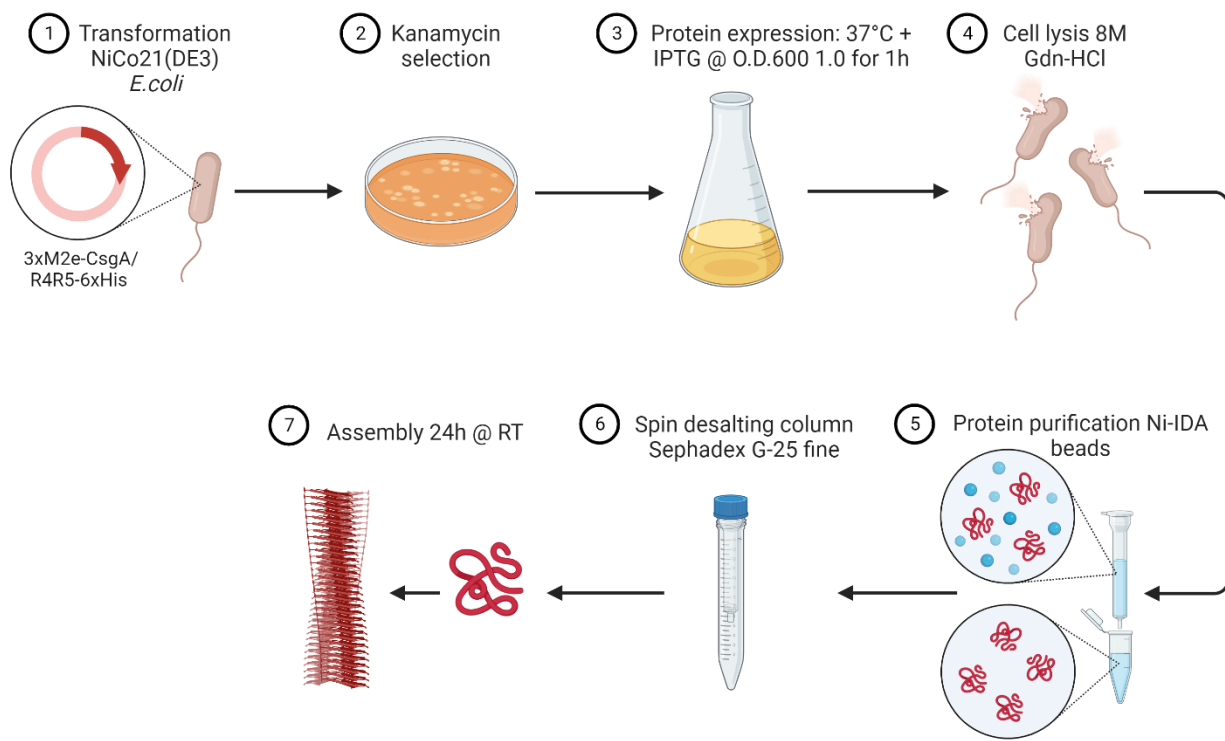 1 Transformation
NiCo21(DE3)
E.coli
3xM2e-CsgA/
R4R5-6xHis
2 Kanamycin
selection
3 Protein expression: 37°C +
IPTG @ O.D.600 1.0 for 1h
4 Cell lysis 8M
Gdn-HCl
5 Protein purification Ni-IDA
beads
6 Spin desalting column
Sephadex G-25 fine
7 Assembly 24h @ RT